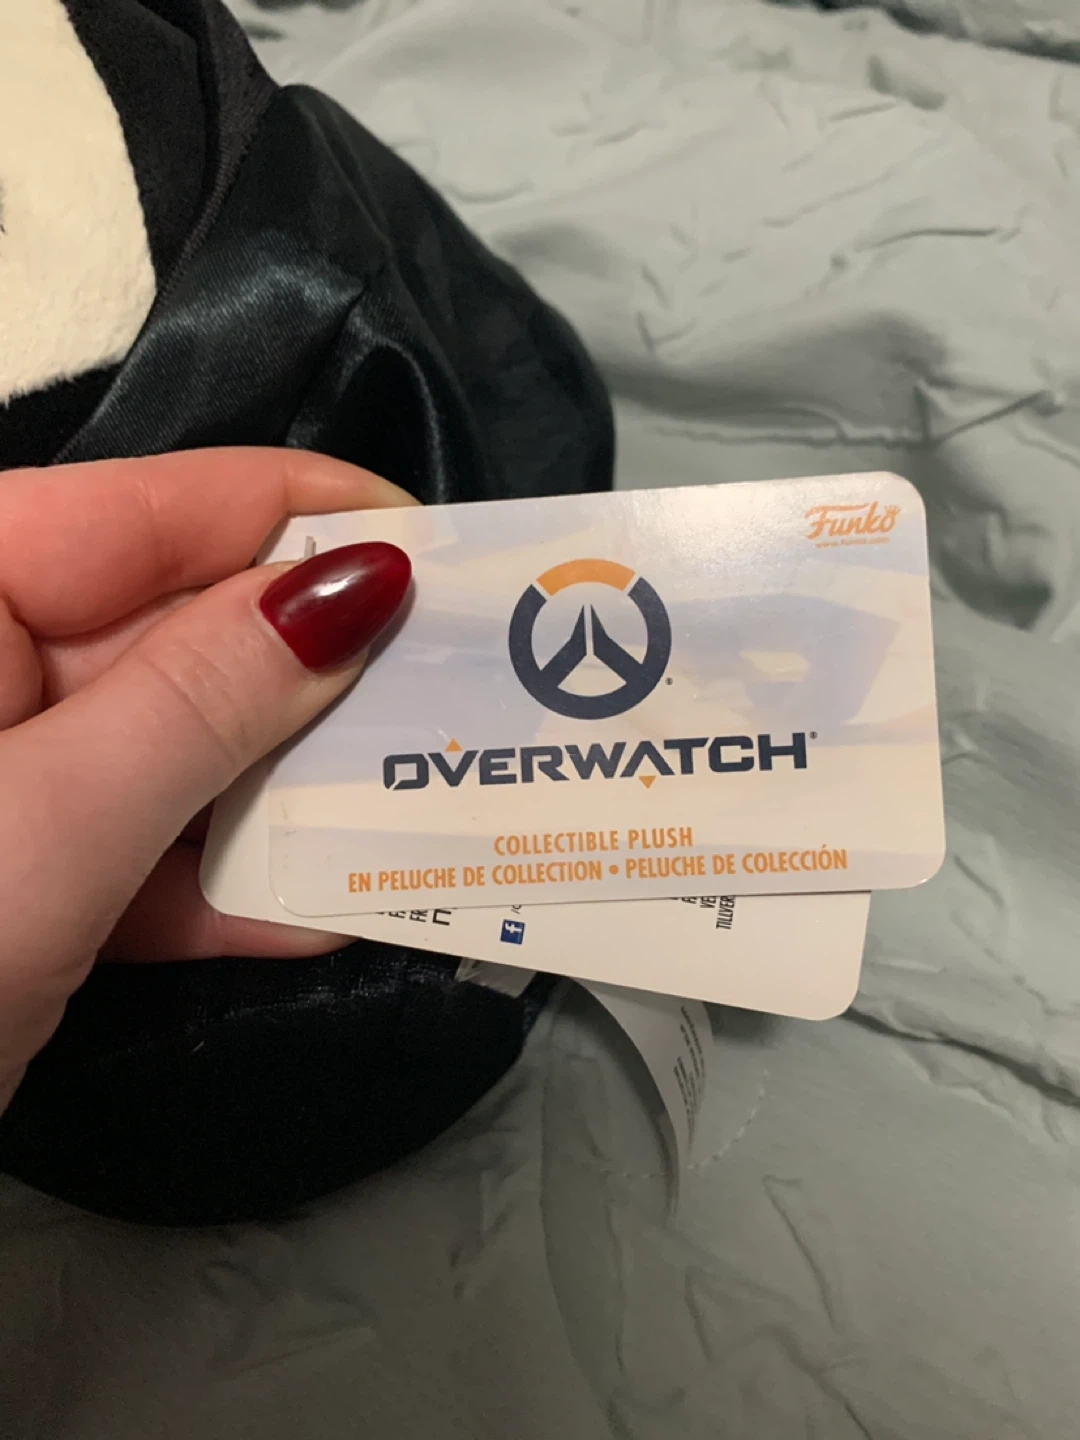 Funko
www.funko.com
OVERWATCH®
COLLECTIBLE PLUSH
EN PELUCHE DE COLLECTION • PELUCHE DE COLECCIÓN